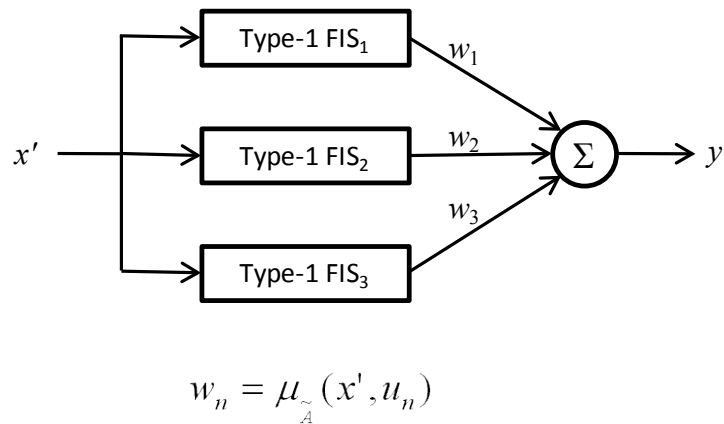 Type-1 FIS₁
w₁
x′
Type-1 FIS₂
w₂
Σ
y
w₃
Type-1 FIS₃
wₙ = μ_Ã (x', uₙ)